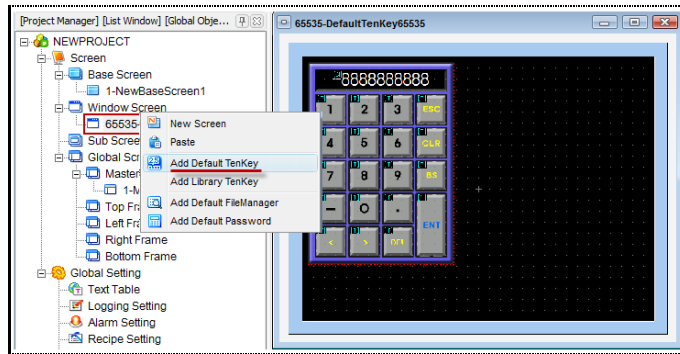 [Project Manager] [List Window] [Global Obje...
NEWPROJECT
Screen
Base Screen
1-NewBaseScreen1
Window Screen
65535-
Sub Scree
Global Scr
Master
1-M
Top Fra
Left Fra
Right Frame
Bottom Frame
Global Setting
Text Table
Logging Setting
Alarm Setting
Recipe Setting
New Screen
Paste
Add Default TenKey
Add Library TenKey
Add Default FileManager
Add Default Password
65535-DefaultTenKey65535
8888888888
1 2 3 ESC
4 5 6 CLR
7 8 9 BS
- 0 . ENT
< > DEL